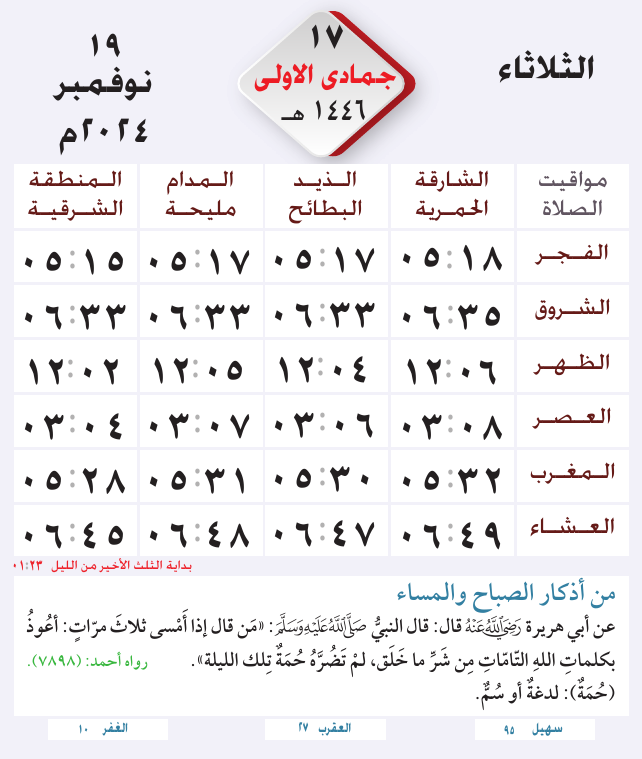 الثلاثاء
١٧
جمادى الاولى
١٤٤٦ هـ
١٩
نوفمبر
٢٠٢٤م
مواقيت الصلاة | الشارقة الحمرية | الذيد البطائح | المدام مليحة | المنطقة الشرقية
الفجر ٠٥:١٨ ٠٥:١٧ ٠٥:١٧ ٠٥:١٥
الشروق ٠٦:٣٥ ٠٦:٣٣ ٠٦:٣٣ ٠٦:٣٣
الظهر ١٢:٠٦ ١٢:٠٤ ١٢:٠٥ ١٢:٠٢
العصر ٠٣:٠٨ ٠٣:٠٦ ٠٣:٠٧ ٠٣:٠٤
المغرب ٠٥:٣٢ ٠٥:٣٠ ٠٥:٣١ ٠٥:٢٨
العشاء ٠٦:٤٩ ٠٦:٤٧ ٠٦:٤٨ ٠٦:٤٥
بداية الثلث الأخير من الليل ٠١:٢٣
من أذكار الصباح والمساء
عن أبي هريرة رَضِيَ اللَّهُ عَنْهُ قال: قال النبيُّ صَلَّى اللَّهُ عَلَيْهِ وَسَلَّمَ: «مَن قال إذا أَمْسى ثلاثَ مرّاتٍ: أعُوذُ
بكلماتِ اللهِ التَّامّاتِ مِن شَرِّ ما خَلَق، لمْ تَضُرَّهُ حُمَةٌ تِلك الليلة». رواه أحمد: (٧٨٩٨).
(حُمَةٌ): لدغةٌ أو سُمٌّ.
سهيل ٩٥
العقرب ٢٧
الغفر ١٠